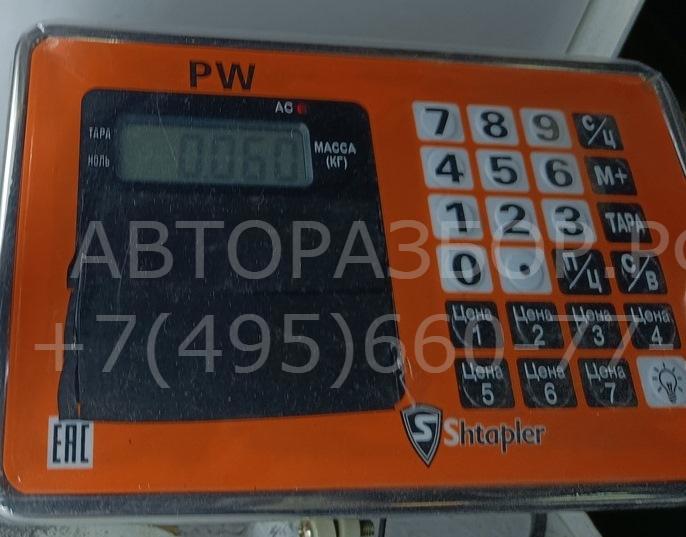 PW
AC
ТАРА
НОЛЬ
0060
МАССА
(КГ)
7 8 9 С/Ц
4 5 6 М+
1 2 3 ТАРА
0 . П/Ц С/В
Цена 1 Цена 2 Цена 3 Цена 4
Цена 5 Цена 6 Цена 7
EAC
S Shtapler
АВТОРАЗБОР.РФ
+7(495)660-77-